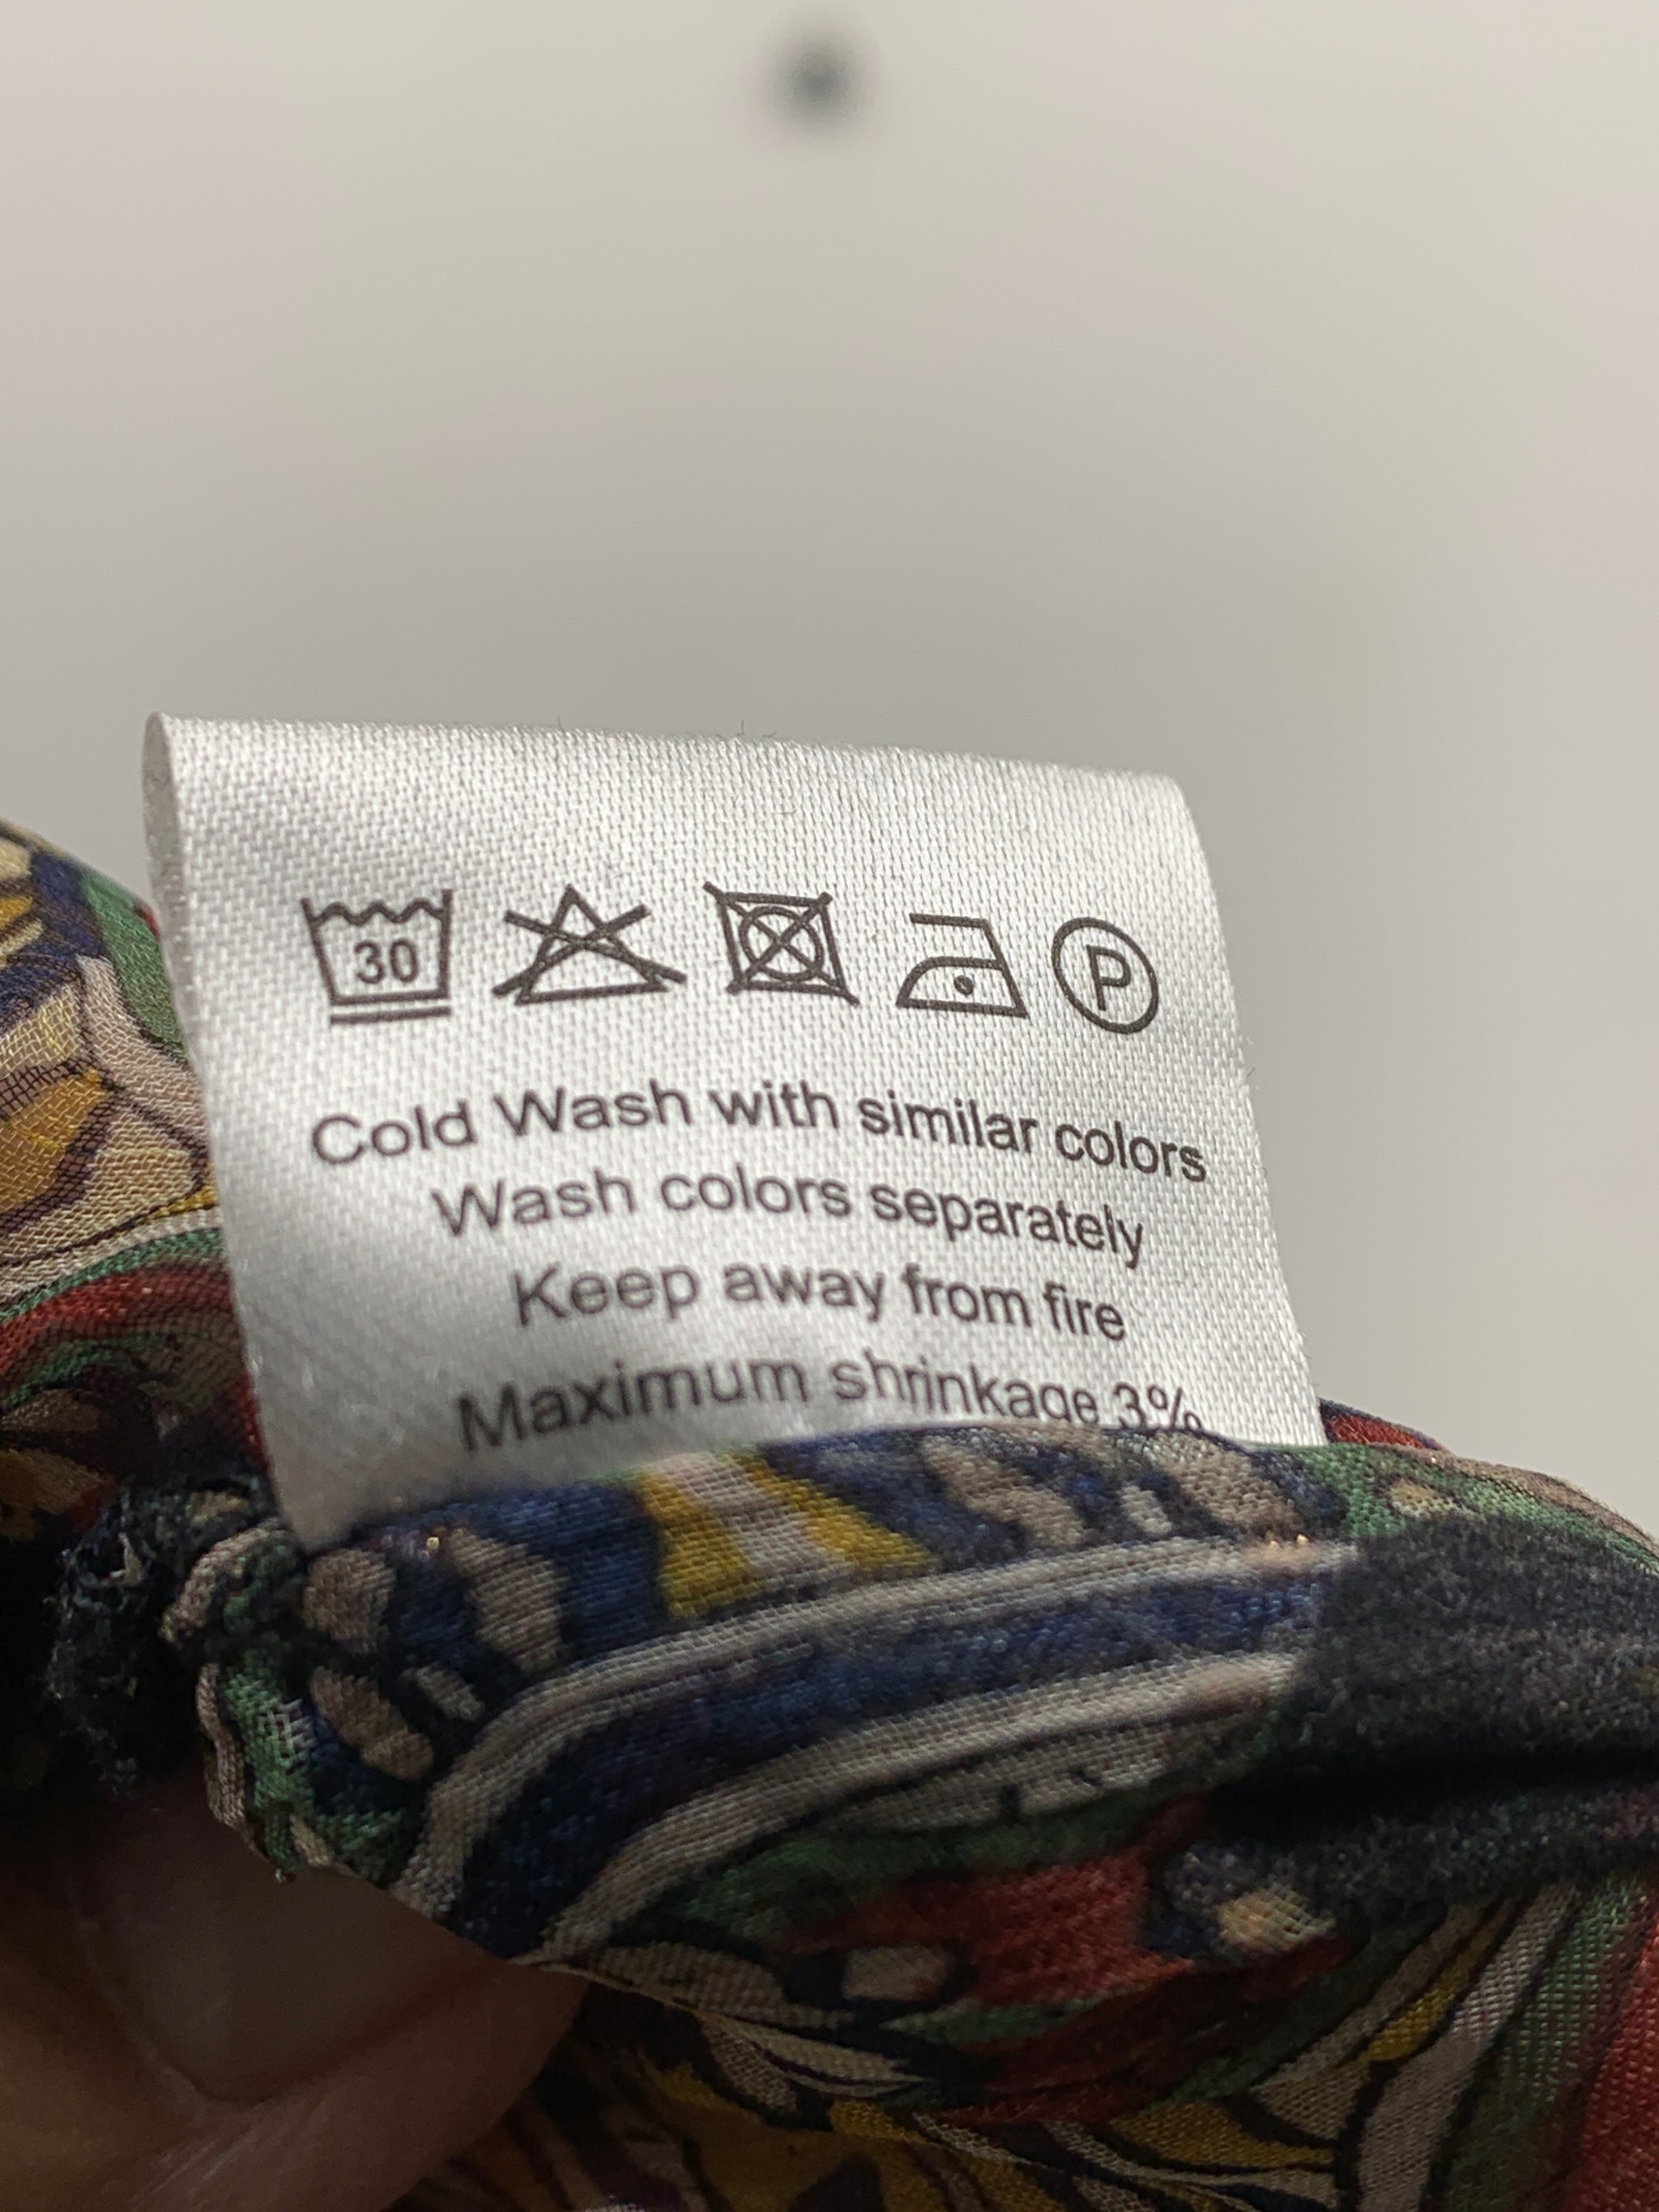 30 P
Cold Wash with similar colors
Wash colors separately
Keep away from fire
Maximum shrinkage 3%